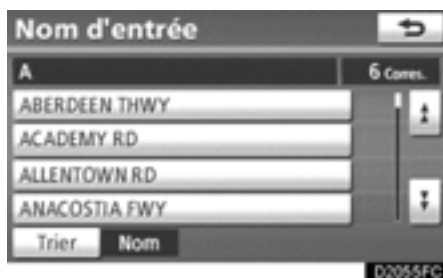 Nom d'entrée
A 6 Corres.
ABERDEEN THWY
ACADEMY RD
ALLENTOWN RD
ANACOSTIA FWY
Trier Nom
D2055FC